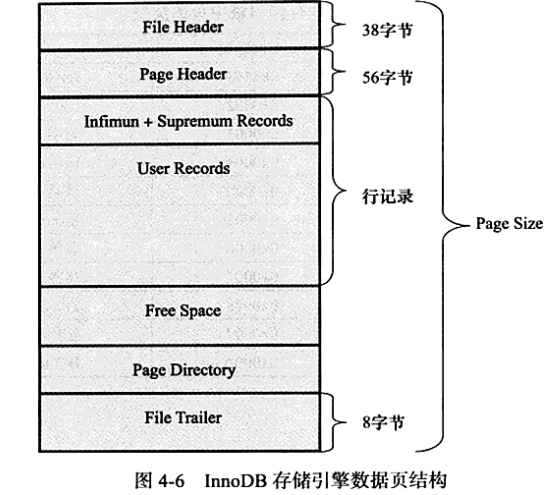 File Header
38字节
Page Header
56字节
Infimun + Supremum Records
User Records
行记录
Page Size
Free Space
Page Directory
File Trailer
8字节
图 4-6 InnoDB 存储引擎数据页结构